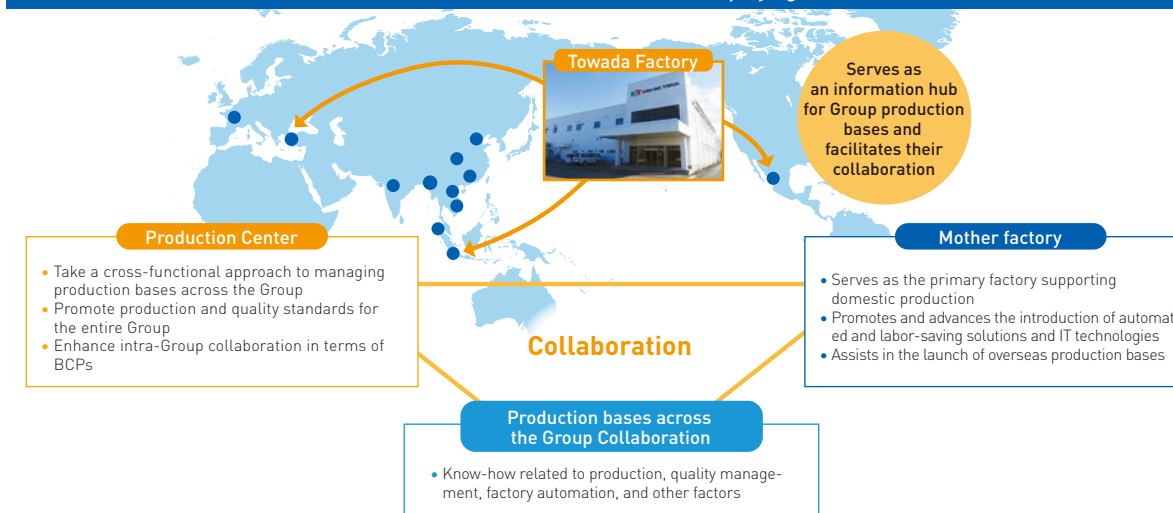 Towada Factory
Serves as
an information hub
for Group production
bases and
facilitates their
collaboration
Production Center
• Take a cross-functional approach to managing
production bases across the Group
• Promote production and quality standards for
the entire Group
• Enhance intra-Group collaboration in terms of
BCPs
Mother factory
• Serves as the primary factory supporting
domestic production
• Promotes and advances the introduction of automat
ed and labor-saving solutions and IT technologies
• Assists in the launch of overseas production bases
Collaboration
Production bases across
the Group Collaboration
• Know-how related to production, quality manage-
ment, factory automation, and other factors